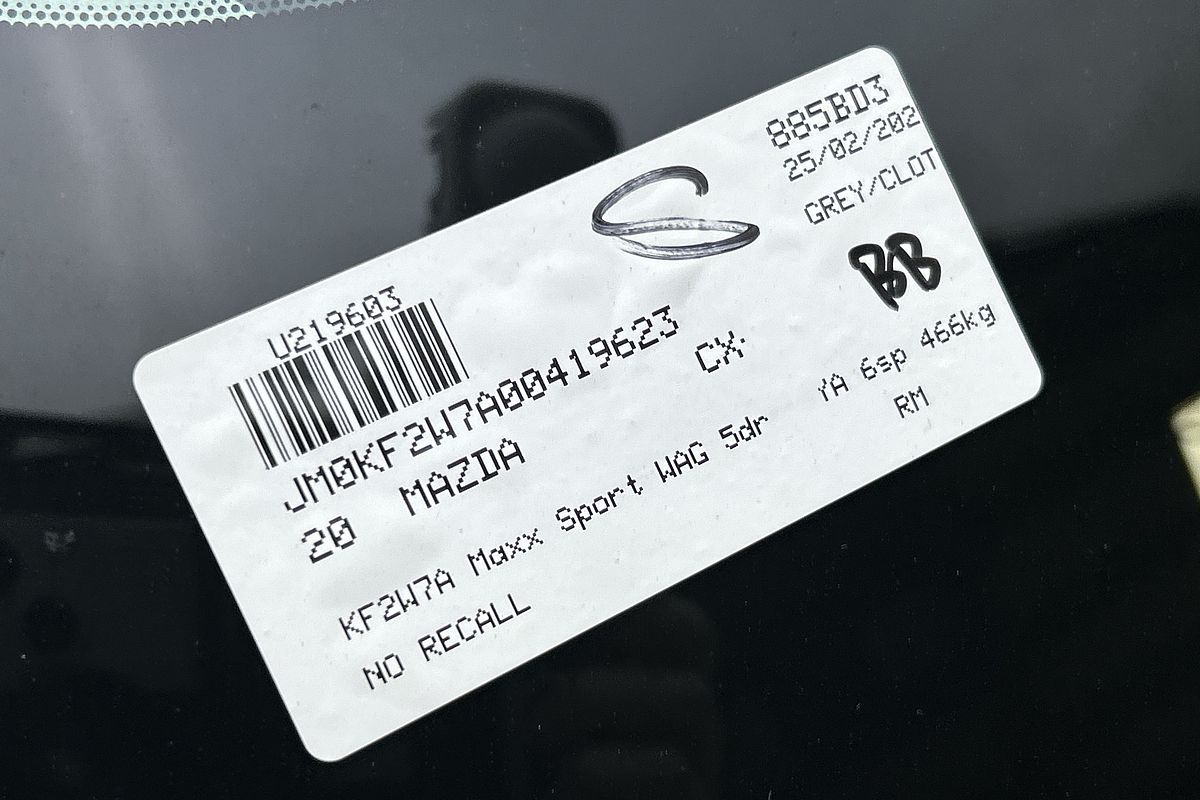 885BD3
25/02/202
GREY/CLOT
S
BB
U219603
JM0KF2W7A00419623
20 MAZDA CX-
KF2W7A Maxx Sport WAG 5dr YA 6sp 466kg
NO RECALL RM